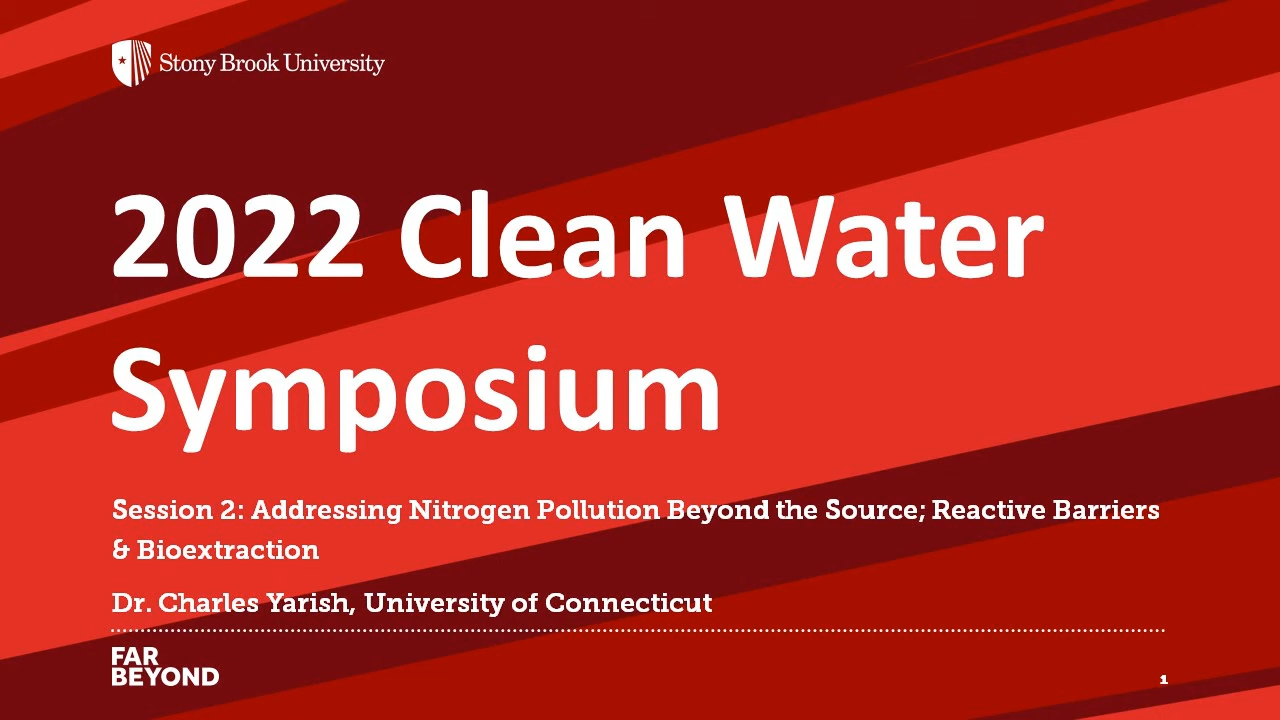 Stony Brook University
2022 Clean Water
Symposium
Session 2: Addressing Nitrogen Pollution Beyond the Source; Reactive Barriers
& Bioextraction
Dr. Charles Yarish, University of Connecticut
FAR
BEYOND
1